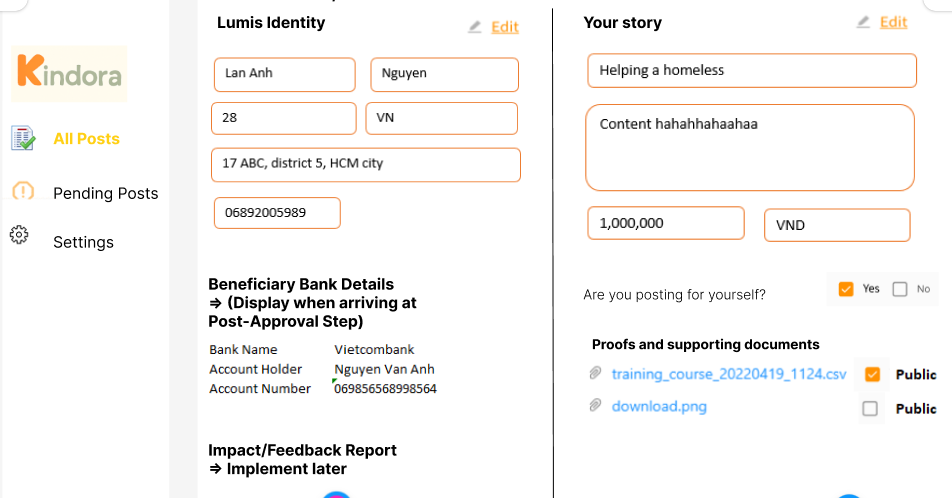 Kindora
All Posts
Pending Posts
Settings
Lumis Identity
Edit
Lan Anh
Nguyen
28
VN
17 ABC, district 5, HCM city
06892005989
Beneficiary Bank Details
⇒ (Display when arriving at
Post-Approval Step)
Bank Name Vietcombank
Account Holder Nguyen Van Anh
Account Number 069856568998564
Impact/Feedback Report
⇒ Implement later
Your story
Edit
Helping a homeless
Content hahahhahaahaa
1,000,000
VND
Are you posting for yourself? Yes No
Proofs and supporting documents
training_course_20220419_1124.csv Public
download.png Public